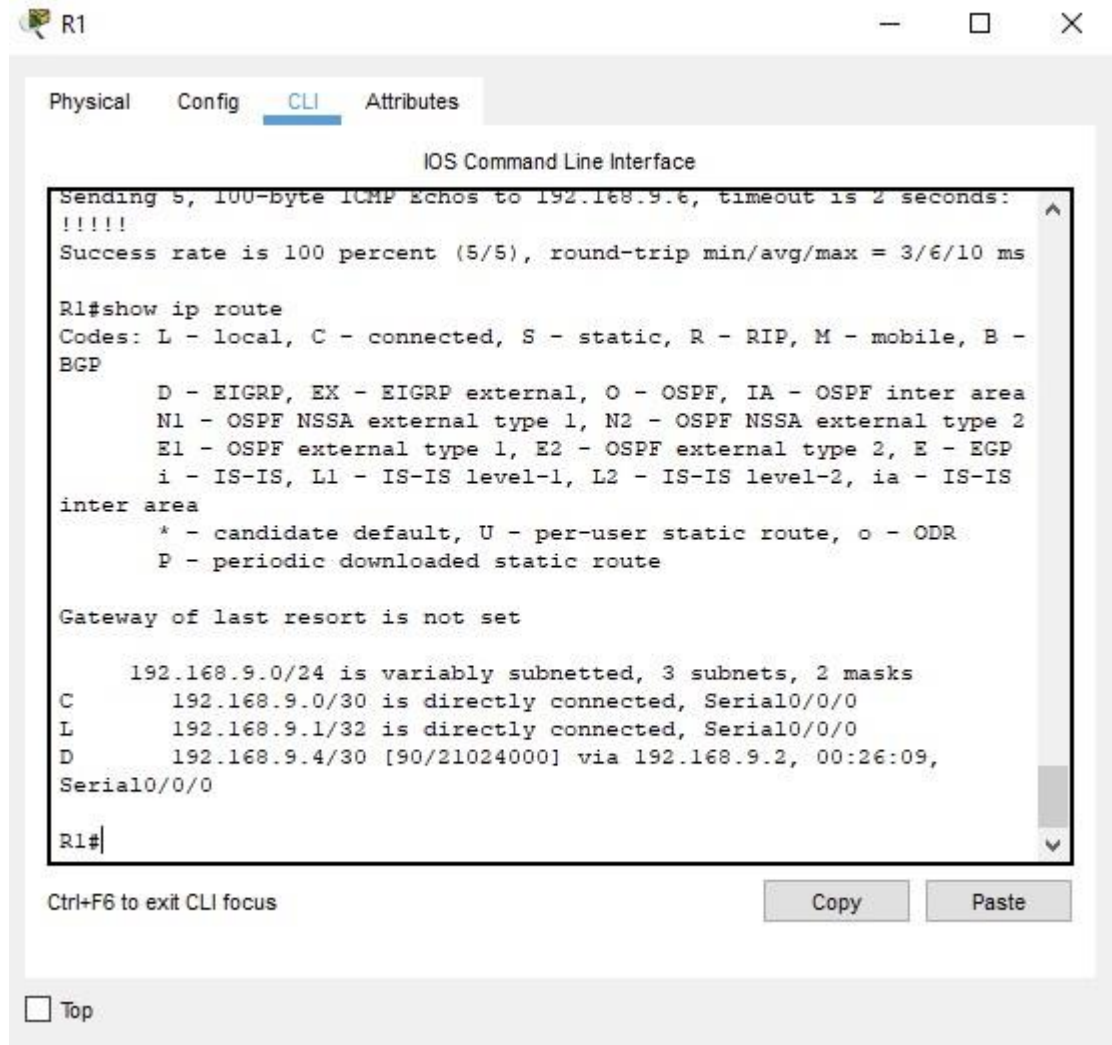 R1
Physical Config CLI Attributes
IOS Command Line Interface
Sending 5, 100-byte ICMP Echos to 192.168.9.6, timeout is 2 seconds:
!!!!!
Success rate is 100 percent (5/5), round-trip min/avg/max = 3/6/10 ms
R1#show ip route
Codes: L - local, C - connected, S - static, R - RIP, M - mobile, B -
BGP
D - EIGRP, EX - EIGRP external, O - OSPF, IA - OSPF inter area
N1 - OSPF NSSA external type 1, N2 - OSPF NSSA external type 2
E1 - OSPF external type 1, E2 - OSPF external type 2, E - EGP
i - IS-IS, L1 - IS-IS level-1, L2 - IS-IS level-2, ia - IS-IS
inter area
* - candidate default, U - per-user static route, o - ODR
P - periodic downloaded static route
Gateway of last resort is not set
192.168.9.0/24 is variably subnetted, 3 subnets, 2 masks
C 192.168.9.0/30 is directly connected, Serial0/0/0
L 192.168.9.1/32 is directly connected, Serial0/0/0
D 192.168.9.4/30 [90/21024000] via 192.168.9.2, 00:26:09,
Serial0/0/0
R1#
Ctrl+F6 to exit CLI focus
Copy Paste
Top